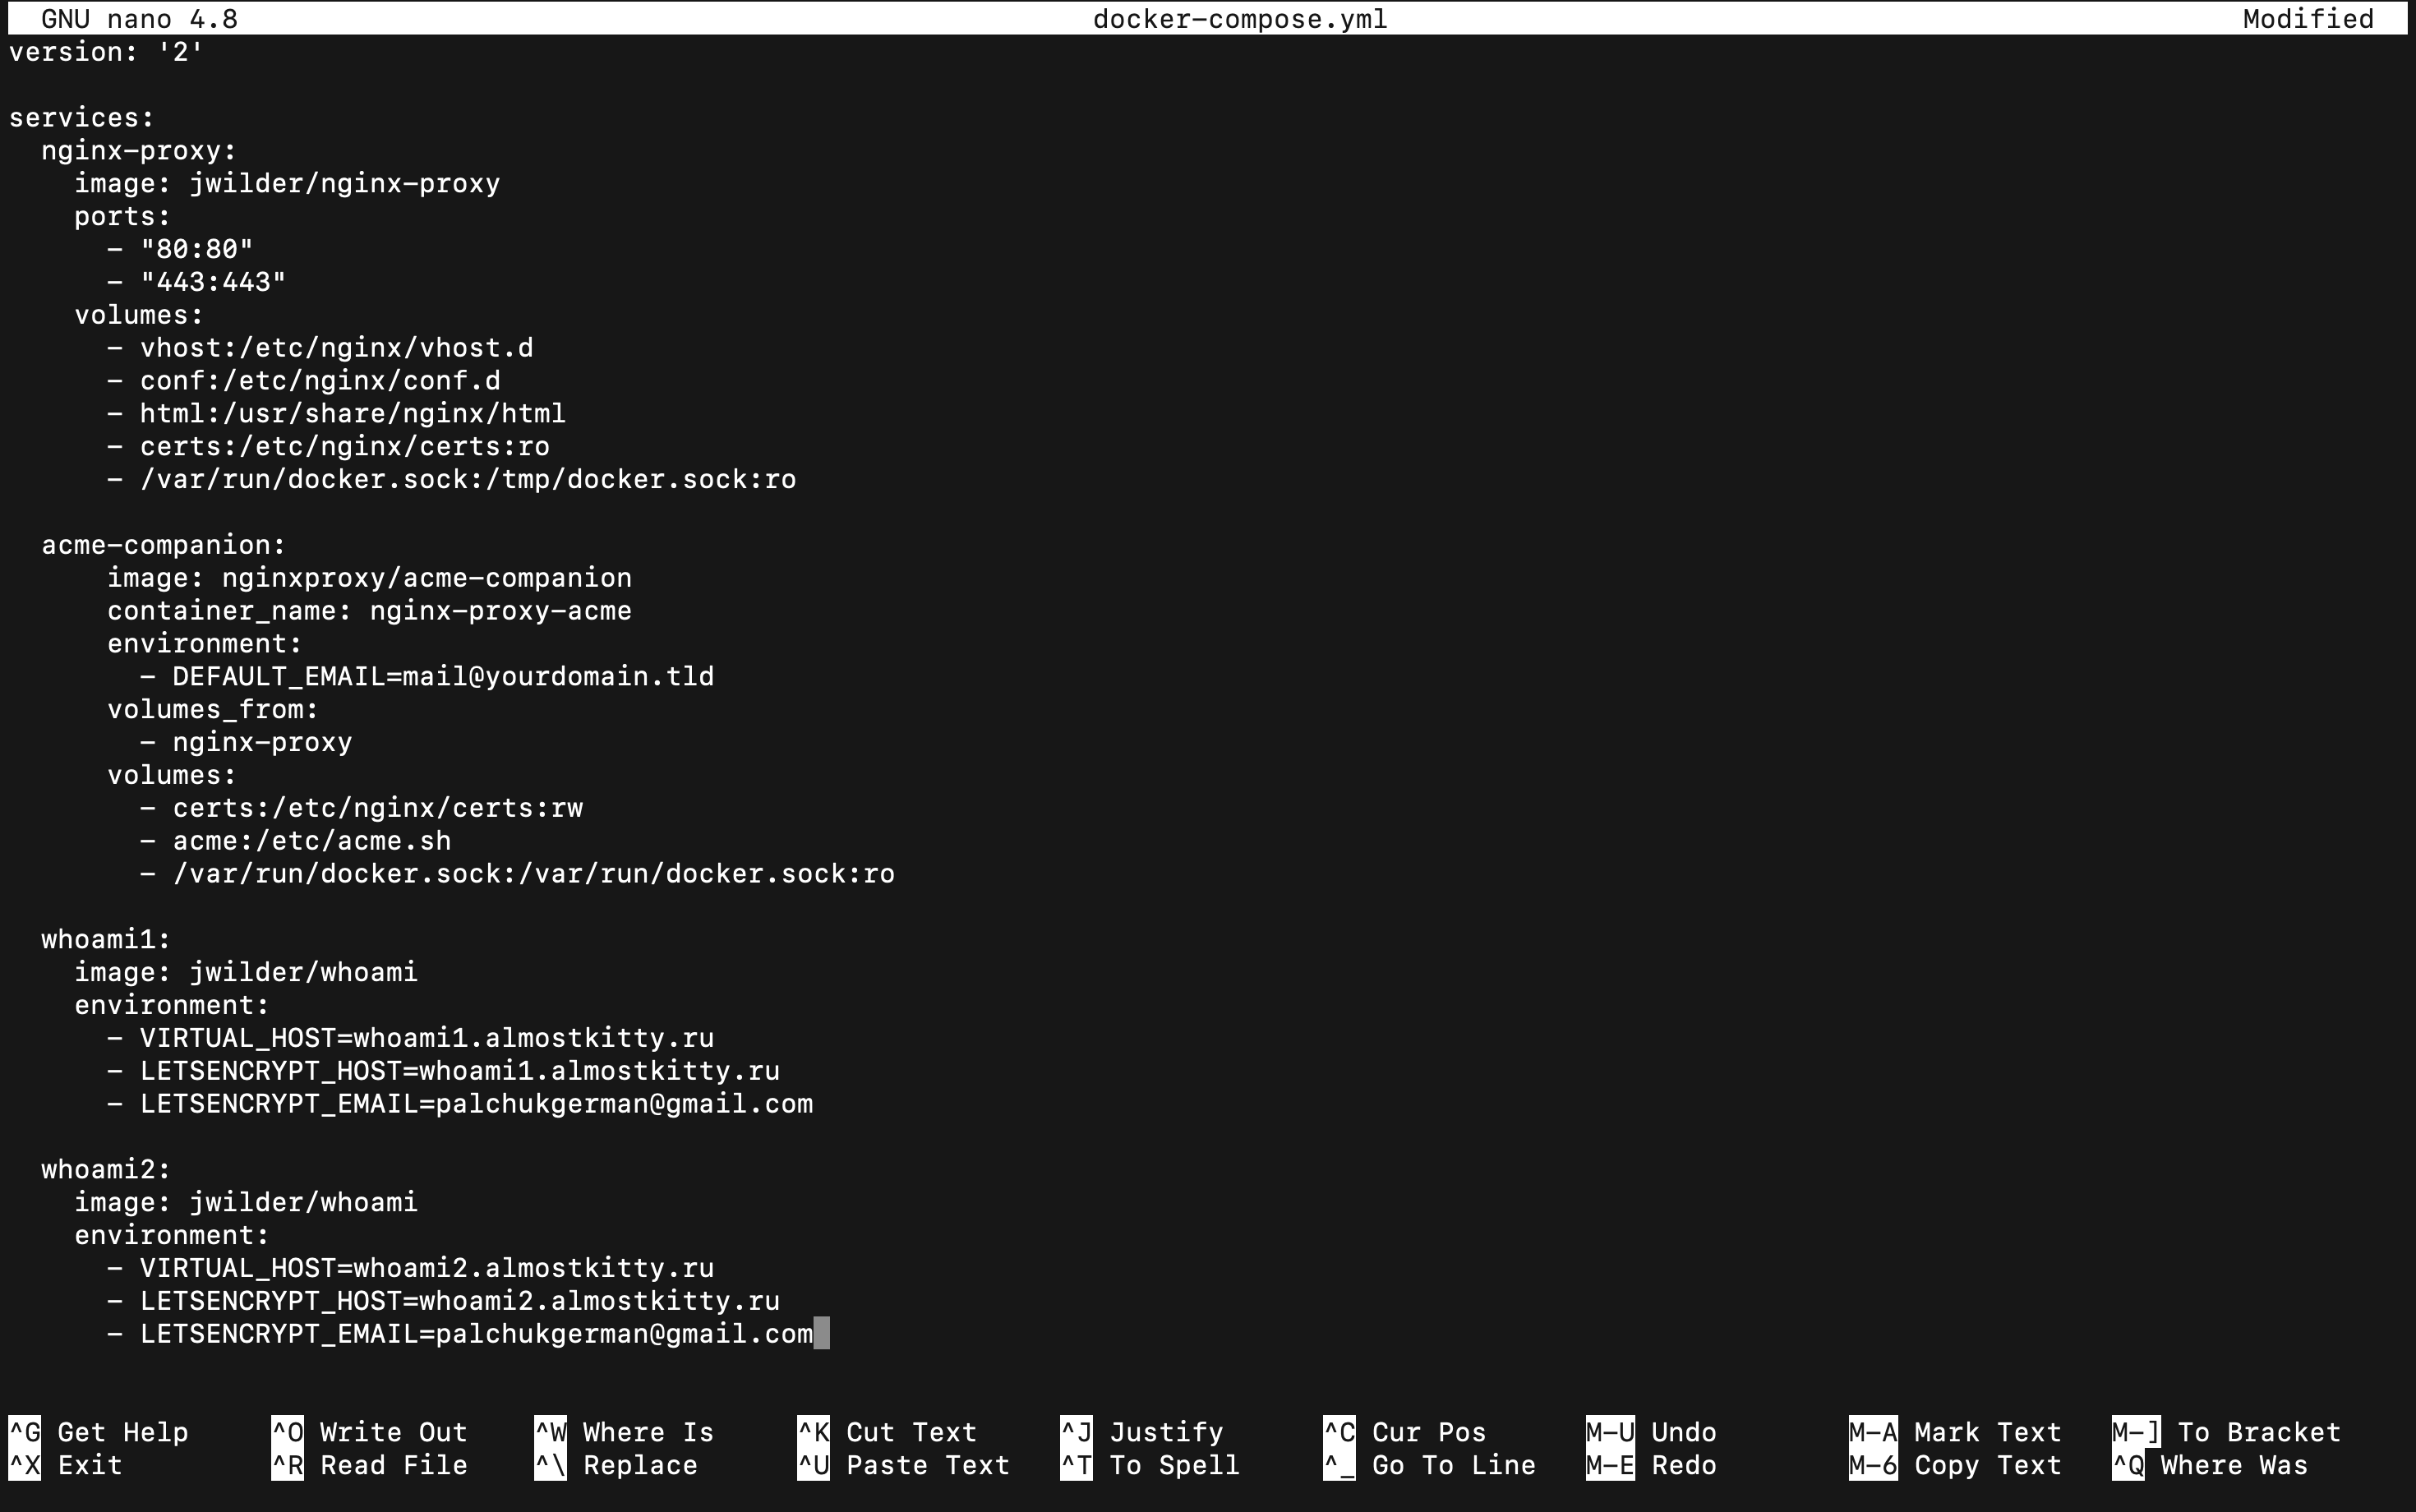 GNU nano 4.8 docker-compose.yml Modified
version: '2'
services:
nginx-proxy:
image: jwilder/nginx-proxy
ports:
- "80:80"
- "443:443"
volumes:
- vhost:/etc/nginx/vhost.d
- conf:/etc/nginx/conf.d
- html:/usr/share/nginx/html
- certs:/etc/nginx/certs:ro
- /var/run/docker.sock:/tmp/docker.sock:ro
acme-companion:
image: nginxproxy/acme-companion
container_name: nginx-proxy-acme
environment:
- DEFAULT_EMAIL=mail@yourdomain.tld
volumes_from:
- nginx-proxy
volumes:
- certs:/etc/nginx/certs:rw
- acme:/etc/acme.sh
- /var/run/docker.sock:/var/run/docker.sock:ro
whoami1:
image: jwilder/whoami
environment:
- VIRTUAL_HOST=whoami1.almostkitty.ru
- LETSENCRYPT_HOST=whoami1.almostkitty.ru
- LETSENCRYPT_EMAIL=palchukgerman@gmail.com
whoami2:
image: jwilder/whoami
environment:
- VIRTUAL_HOST=whoami2.almostkitty.ru
- LETSENCRYPT_HOST=whoami2.almostkitty.ru
- LETSENCRYPT_EMAIL=palchukgerman@gmail.com
^G Get Help ^O Write Out ^W Where Is ^K Cut Text ^J Justify ^C Cur Pos M-U Undo M-A Mark Text M-] To Bracket
^X Exit ^R Read File ^\ Replace ^U Paste Text ^T To Spell ^_ Go To Line M-E Redo M-6 Copy Text ^Q Where Was